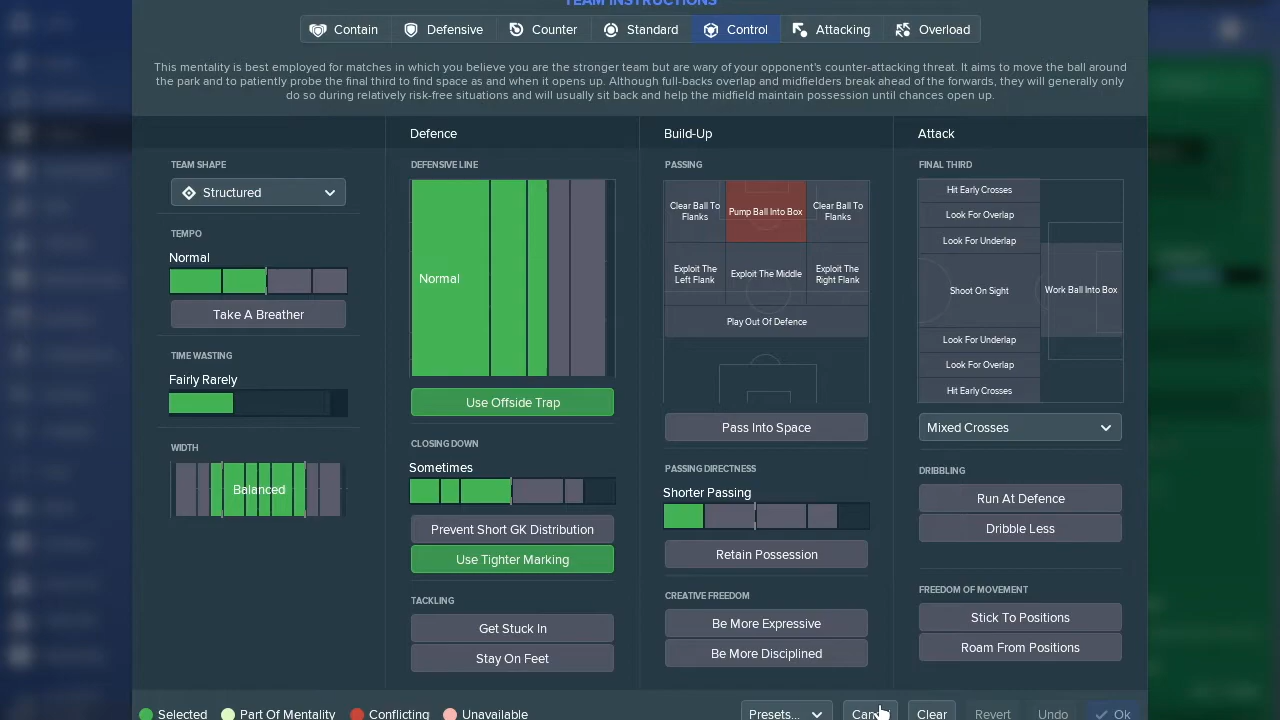 TEAM INSTRUCTIONS
Contain
Defensive
Counter
Standard
Control
Attacking
Overload
This mentality is best employed for matches in which you believe you are the stronger team but are wary of your opponent's counter-attacking threat. It aims to move the ball around
the park and to patiently probe the final third to find space as and when it opens up. Although full-backs overlap and midfielders break ahead of the forwards, they will generally only
do so during relatively risk-free situations and will usually sit back and help the midfield maintain possession until chances open up.
TEAM SHAPE
Structured
TEMPO
Normal
Take A Breather
TIME WASTING
Fairly Rarely
WIDTH
Balanced
Defence
DEFENSIVE LINE
Normal
Use Offside Trap
CLOSING DOWN
Sometimes
Prevent Short GK Distribution
Use Tighter Marking
TACKLING
Get Stuck In
Stay On Feet
Build-Up
PASSING
Clear Ball To
Flanks
Pump Ball Into Box
Clear Ball To
Flanks
Exploit The
Left Flank
Exploit The Middle
Exploit The
Right Flank
Play Out Of Defence
Pass Into Space
PASSING DIRECTNESS
Shorter Passing
Retain Possession
CREATIVE FREEDOM
Be More Expressive
Be More Disciplined
Attack
FINAL THIRD
Hit Early Crosses
Look For Overlap
Look For Underlap
Shoot On Sight
Work Ball Into Box
Look For Underlap
Look For Overlap
Hit Early Crosses
Mixed Crosses
DRIBBLING
Run At Defence
Dribble Less
FREEDOM OF MOVEMENT
Stick To Positions
Roam From Positions
Selected
Part Of Mentality
Conflicting
Unavailable
Presets...
Cancel
Clear
Revert
Undo
Ok